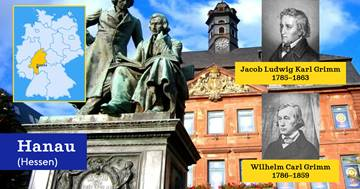 Jacob Ludwig Karl Grimm
1785–1863
Hanau
(Hessen)
Wilhelm Carl Grimm
1786–1859